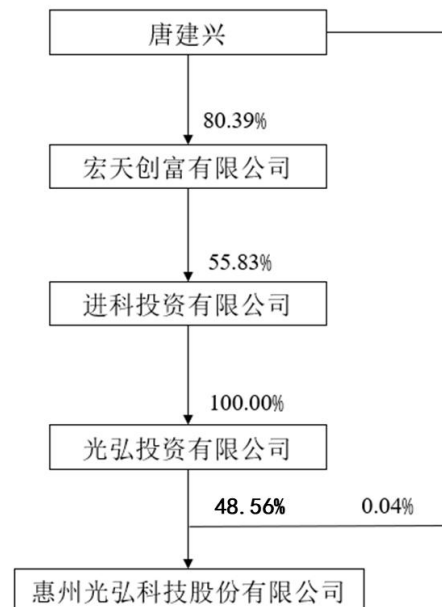 唐建兴
80.39%
宏天创富有限公司
55.83%
进科投资有限公司
100.00%
光弘投资有限公司
48.56% 0.04%
惠州光弘科技股份有限公司